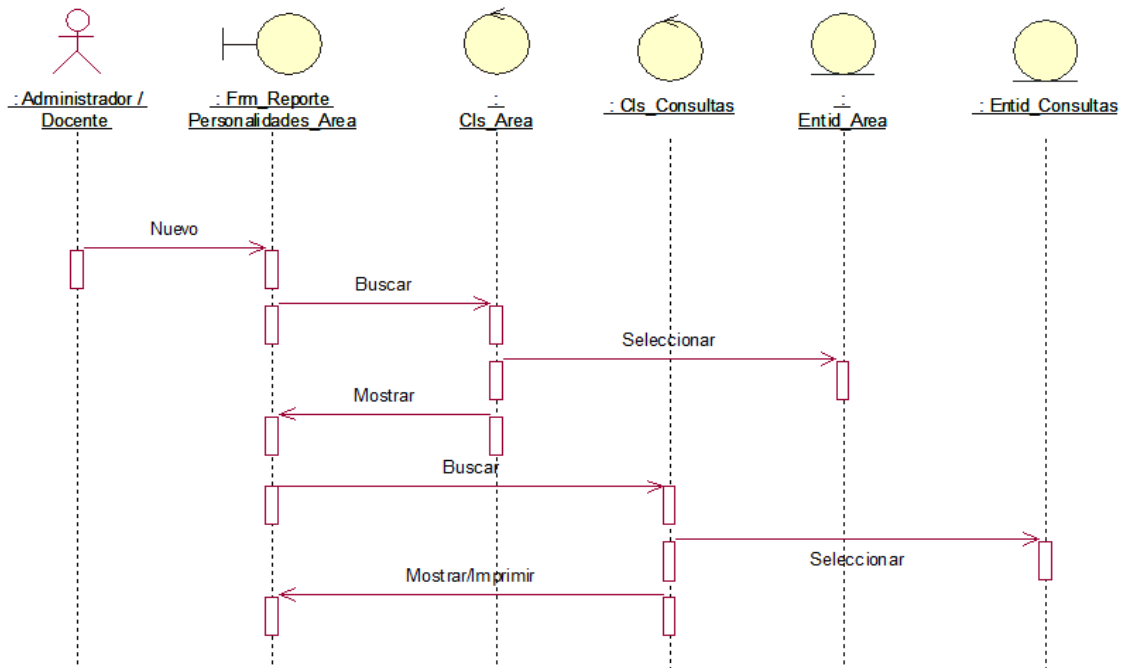 : Administrador /
Docente
: Frm_Reporte
Personalidades_Area
:
Cls_Area
: Cls_Consultas
:
Entid_Area
: Entid_Consultas
Nuevo
Buscar
Seleccionar
Mostrar
Buscar
Seleccionar
Mostrar/Imprimir